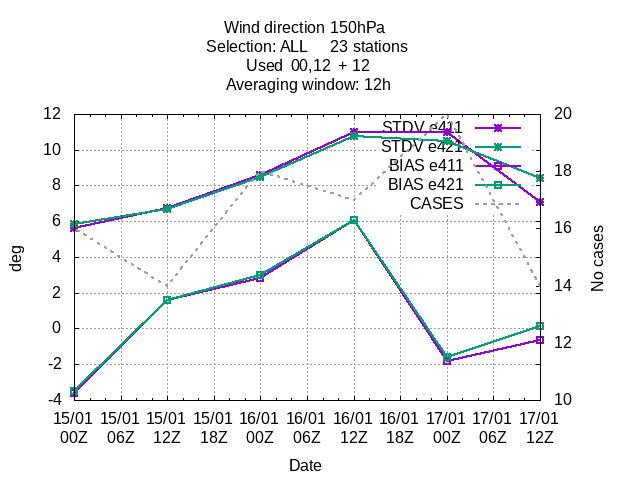 Wind direction 150hPa
Selection: ALL     23 stations
Used  00,12  + 12
Averaging window: 12h
12
10
8
6
4
2
0
-2
-4
20
18
16
14
12
10
STDV e411
STDV e421
BIAS e411
BIAS e421
CASES
deg
No cases
15/01 15/01 15/01 15/01 16/01 16/01 16/01 16/01 17/01 17/01 17/01
00Z 06Z 12Z 18Z 00Z 06Z 12Z 18Z 00Z 06Z 12Z
Date